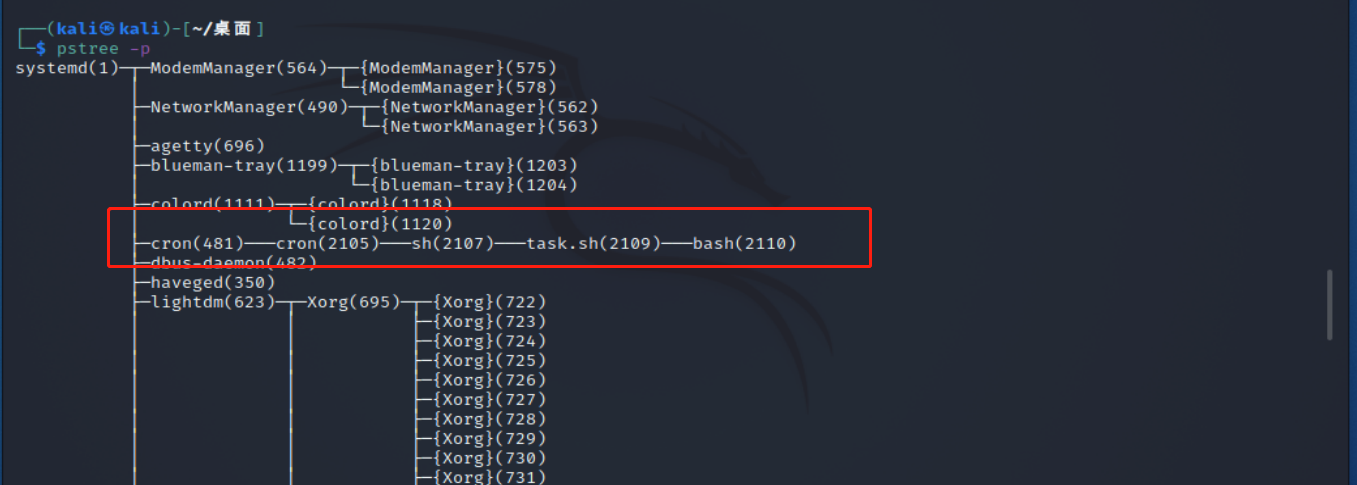 ┌──(kali㉿kali)-[~/桌面]
└─$ pstree -p
systemd(1)─┬─ModemManager(564)─┬─{ModemManager}(575)
           │                   └─{ModemManager}(578)
           ├─NetworkManager(490)─┬─{NetworkManager}(562)
           │                     └─{NetworkManager}(563)
           ├─agetty(696)
           ├─blueman-tray(1199)─┬─{blueman-tray}(1203)
           │                    └─{blueman-tray}(1204)
           ├─colord(1111)─┬─{colord}(1118)
           │              └─{colord}(1120)
           ├─cron(481)───cron(2105)───sh(2107)───task.sh(2109)───bash(2110)
           ├─dbus-daemon(482)
           ├─haveged(350)
           ├─lightdm(623)─┬─Xorg(695)─┬─{Xorg}(722)
           │              │           ├─{Xorg}(723)
           │              │           ├─{Xorg}(724)
           │              │           ├─{Xorg}(725)
           │              │           ├─{Xorg}(726)
           │              │           ├─{Xorg}(727)
           │              │           ├─{Xorg}(728)
           │              │           ├─{Xorg}(729)
           │              │           ├─{Xorg}(730)
           │              │           ├─{Xorg}(731)